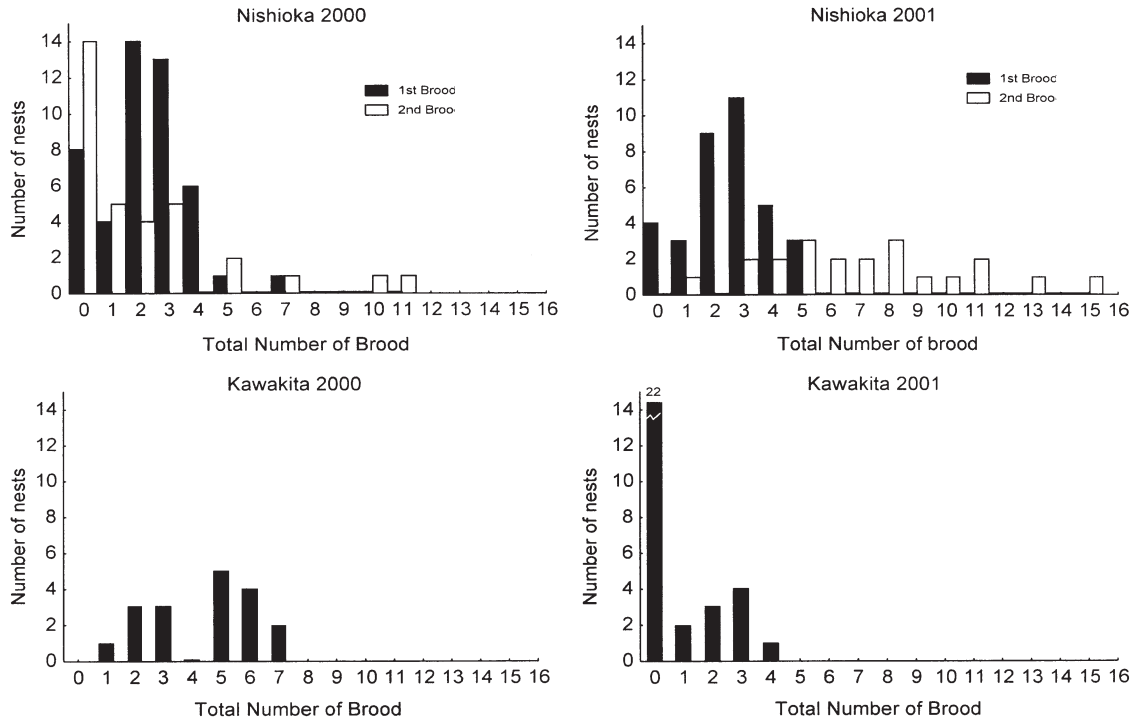 Nishioka 2000
Number of nests
14
12
10
8
6
4
2
0
1st Brood
2nd Broo
0 1 2 3 4 5 6 7 8 9 10 11 12 13 14 15 16
Total Number of Brood
Nishioka 2001
Number of nests
14
12
10
8
6
4
2
0
1st Brood
2nd Broo
0 1 2 3 4 5 6 7 8 9 10 11 12 13 14 15 16
Total Number of brood
Kawakita 2000
Number of nests
14
12
10
8
6
4
2
0
0 1 2 3 4 5 6 7 8 9 10 11 12 13 14 15 16
Total Number of Brood
Kawakita 2001
22
Number of nests
14
12
10
8
6
4
2
0
0 1 2 3 4 5 6 7 8 9 10 11 12 13 14 15 16
Total Number of Brood